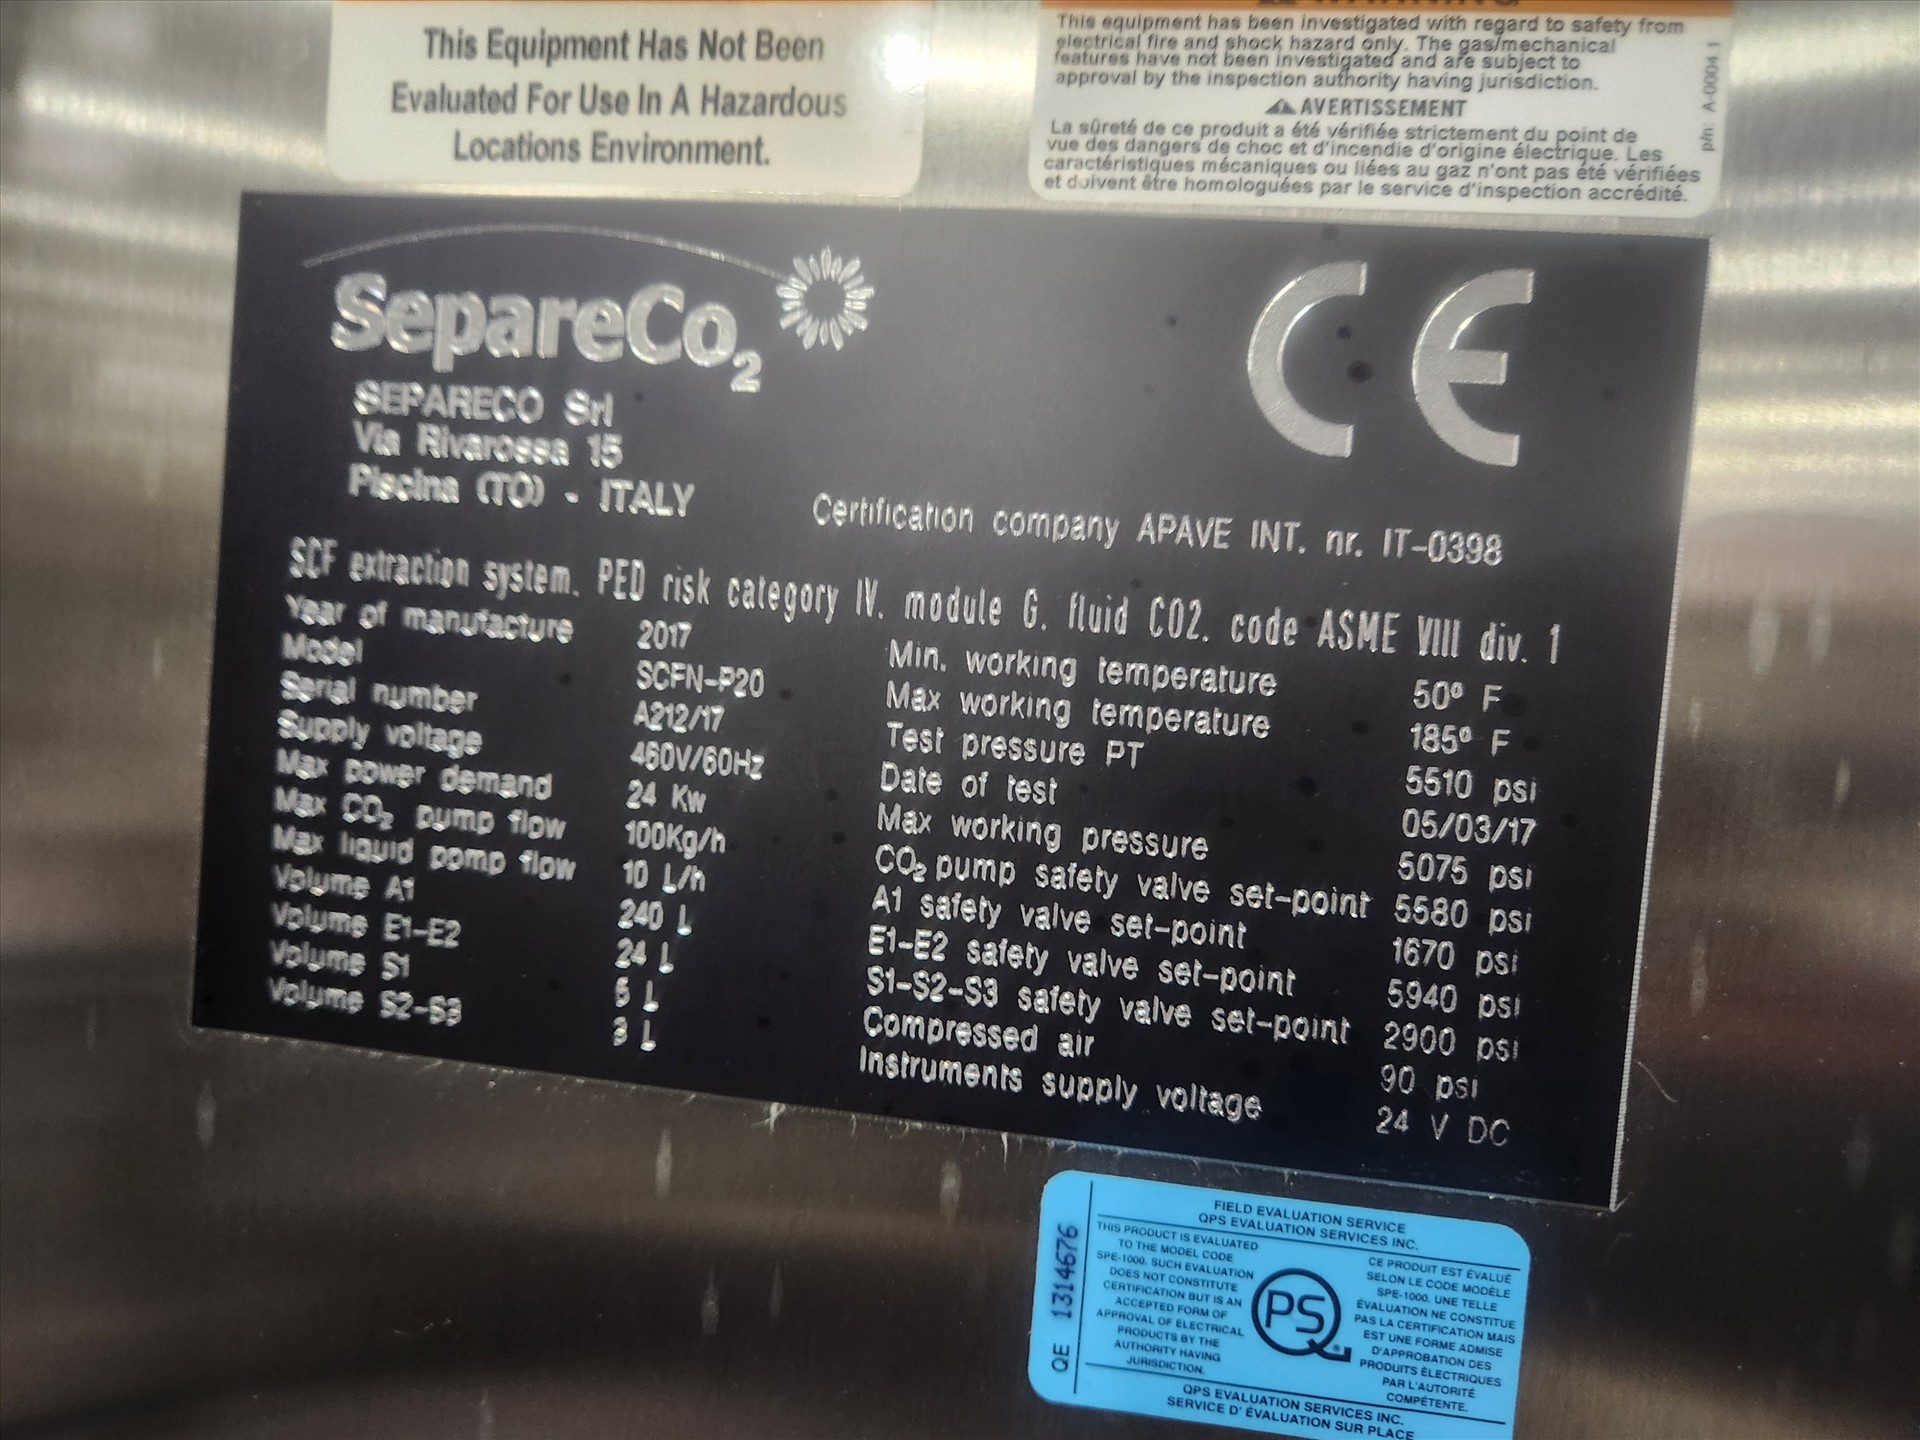 This Equipment Has Not Been
Evaluated For Use In A Hazardous
Locations Environment.
WARNING
This equipment has been investigated with regard to safety from
electrical fire and shock hazard only. The gas/mechanical
features have not been investigated and are subject to
approval by the inspection authority having jurisdiction.
AVERTISSEMENT
La sûreté de ce produit a été vérifiée strictement du point de
vue des dangers de choc et d'incendie d'origine électrique. Les
caractéristiques mécaniques ou liées au gaz n'ont pas été vérifiées
et doivent être homologuées par le service d'inspection accrédité.
p/n: A-0004 1
SepareCo2
CE
SEPARECO Srl
Via Rivarossa 15
Piscina (TO) - ITALY
Certification company APAVE INT. nr. IT-0398
SCF extraction system. PED risk category IV. module G. fluid CO2. code ASME VIII div. 1
Year of manufacture 2017
Model SCFN-P20
Serial number A212/17
Supply voltage 460V/60Hz
Max power demand 24 Kw
Max CO2 pump flow 100Kg/h
Max liquid pomp flow 10 L/h
Volume A1 240 L
Volume E1-E2 24 L
Volume S1 5 L
Volume S2-S3 3 L
Min. working temperature 50º F
Max working temperature 185º F
Test pressure PT 5510 psi
Date of test 05/03/17
Max working pressure 5075 psi
CO2 pump safety valve set-point 5580 psi
A1 safety valve set-point 1670 psi
E1-E2 safety valve set-point 5940 psi
S1-S2-S3 safety valve set-point 2900 psi
Compressed air 90 psi
Instruments supply voltage 24 V DC
QE 1314676
FIELD EVALUATION SERVICE
QPS EVALUATION SERVICES INC.
THIS PRODUCT IS EVALUATED
TO THE MODEL CODE
SPE-1000. SUCH EVALUATION
DOES NOT CONSTITUTE
CERTIFICATION BUT IS AN
ACCEPTED FORM OF
APPROVAL OF ELECTRICAL
PRODUCTS BY THE
AUTHORITY HAVING
JURISDICTION.
QPS
CE PRODUIT EST ÉVALUÉ
SELON LE CODE MODÈLE
SPE-1000. UNE TELLE
ÉVALUATION NE CONSTITUE
PAS LA CERTIFICATION MAIS
EST UNE FORME ADMISE
D'APPROBATION DES
PRODUITS ÉLECTRIQUES
PAR L'AUTORITÉ
COMPÉTENTE.
QPS EVALUATION SERVICES INC.
SERVICE D' ÉVALUATION SUR PLACE